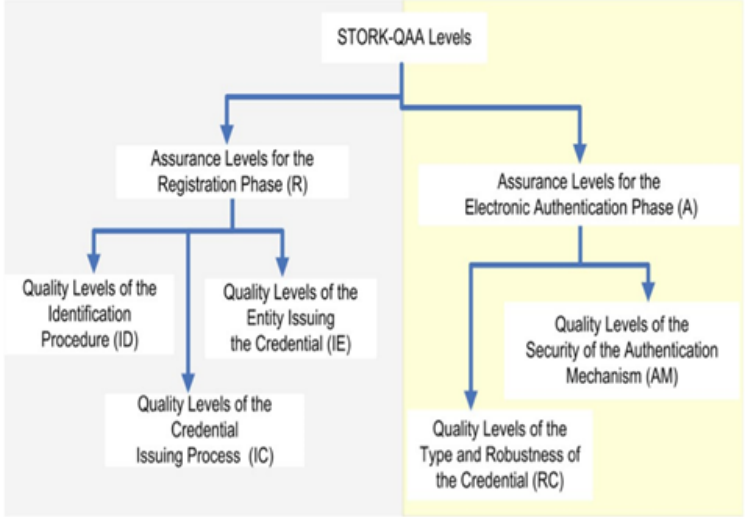 STORK-QAA Levels
Assurance Levels for the
Registration Phase (R)
Assurance Levels for the
Electronic Authentication Phase (A)
Quality Levels of the
Identification
Procedure (ID)
Quality Levels of the
Entity Issuing
the Credential (IE)
Quality Levels of the
Credential
Issuing Process (IC)
Quality Levels of the
Security of the Authentication
Mechanism (AM)
Quality Levels of the
Type and Robustness of
the Credential (RC)